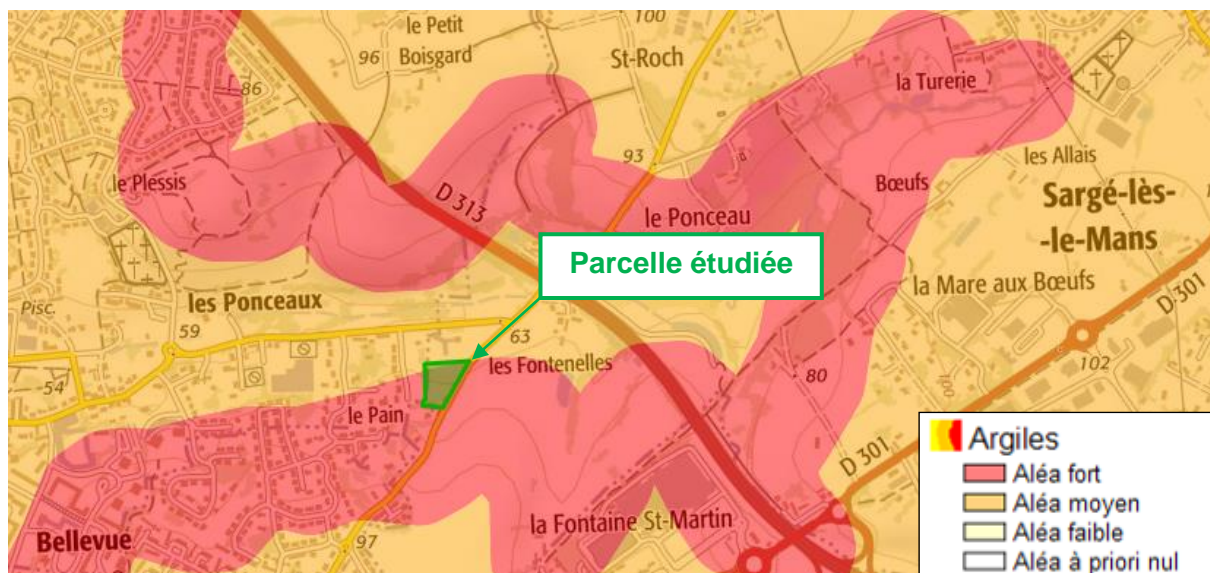 le Petit
Boisgard
96
100
St-Roch
86
la Turerie
le Plessis
93
les Allais
Bœufs
D 313
le Ponceau
Sargé-lès-
-le-Mans
Parcelle étudiée
la Mare aux Bœufs
D 301
Pisc.
les Ponceaux
59
63
102
54
les Fontenelles
80
100
le Pain
D 301
la Fontaine St-Martin
Bellevue
97
Argiles
Aléa fort
Aléa moyen
Aléa faible
Aléa à priori nul